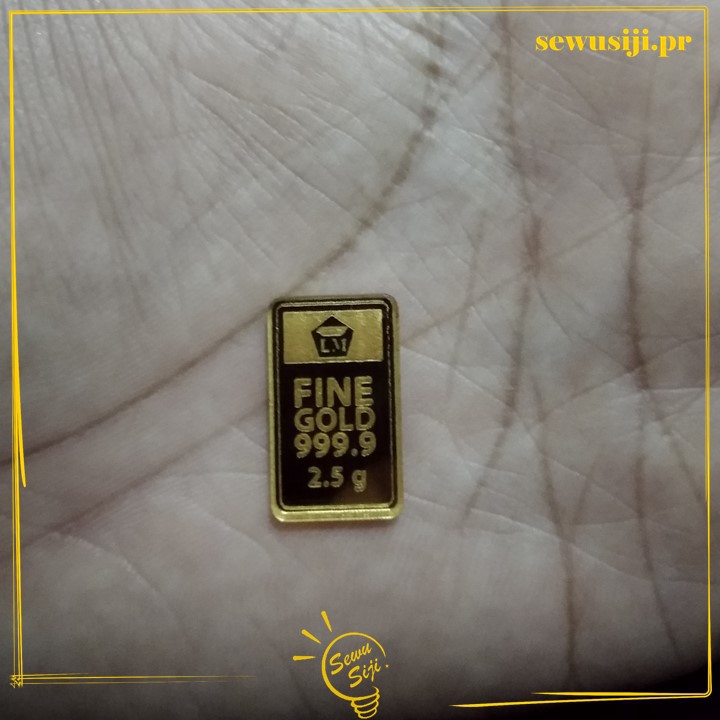 sewusiji.pr
LM
FINE
GOLD
999.9
2.5 g
Sewu
Siji.